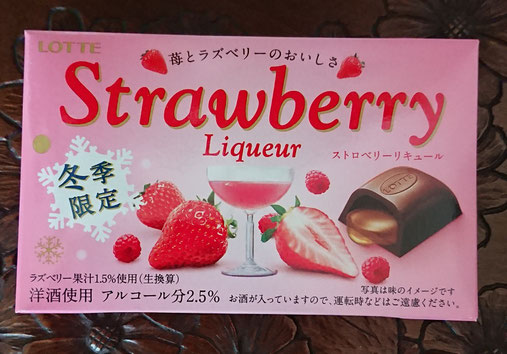 LOTTE
苺とラズベリーのおいしさ
Strawberry
Liqueur
ストロベリーリキュール
LOTTE
冬季
限定
ラズベリー果汁1.5%使用(生換算)
洋酒使用 アルコール分2.5%
写真は味のイメージです
お酒が入っていますので、運転時などはご遠慮ください。